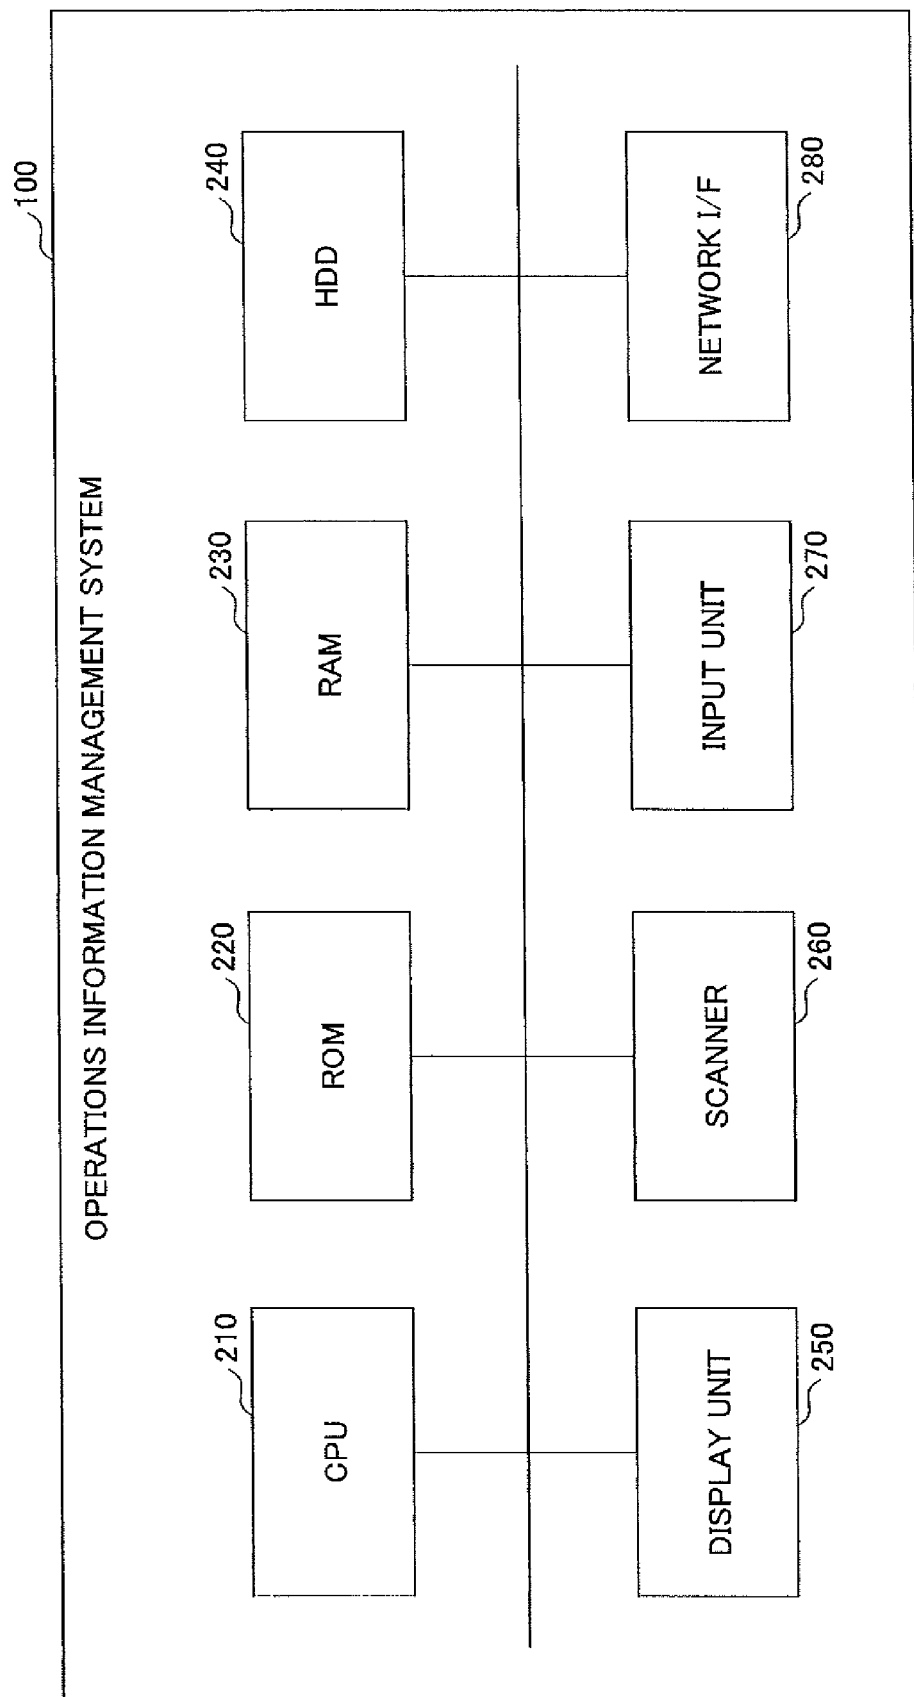 100
OPERATIONS INFORMATION MANAGEMENT SYSTEM
210
220
230
240
CPU
ROM
RAM
HDD
DISPLAY UNIT
SCANNER
INPUT UNIT
NETWORK I/F
250
260
270
280